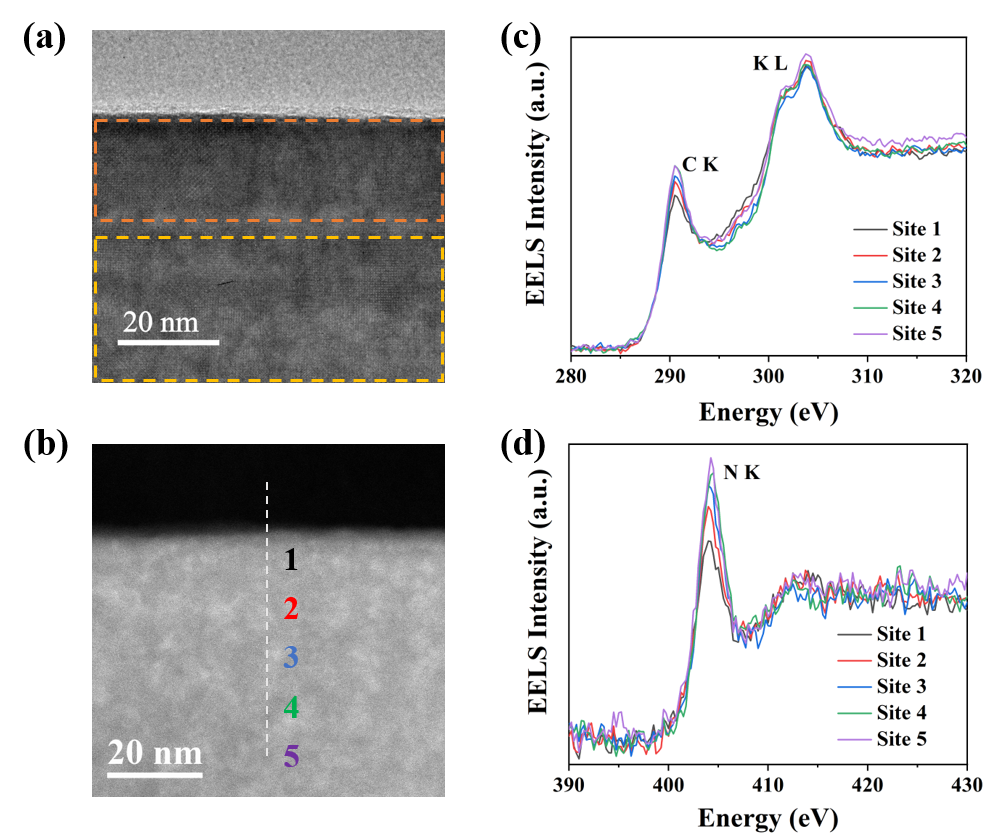 (a)
20 nm
(b)
1
2
3
4
5
20 nm
(c)
EELS Intensity (a.u.)
C K
K L
Site 1
Site 2
Site 3
Site 4
Site 5
280 290 300 310 320
Energy (eV)
(d)
EELS Intensity (a.u.)
N K
Site 1
Site 2
Site 3
Site 4
Site 5
390 400 410 420 430
Energy (eV)